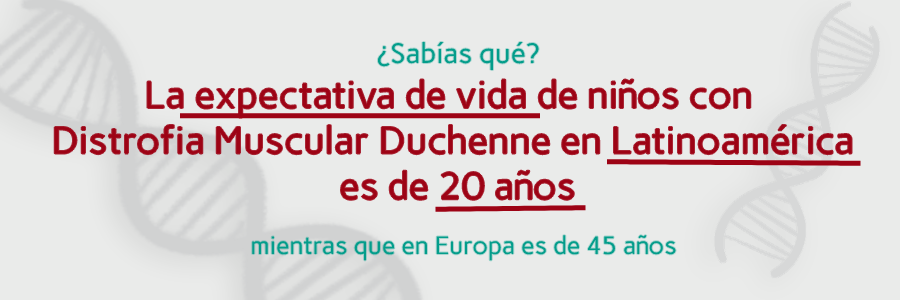 ¿Sabías qué?
La expectativa de vida de niños con
Distrofia Muscular Duchenne en Latinoamérica
es de 20 años
mientras que en Europa es de 45 años